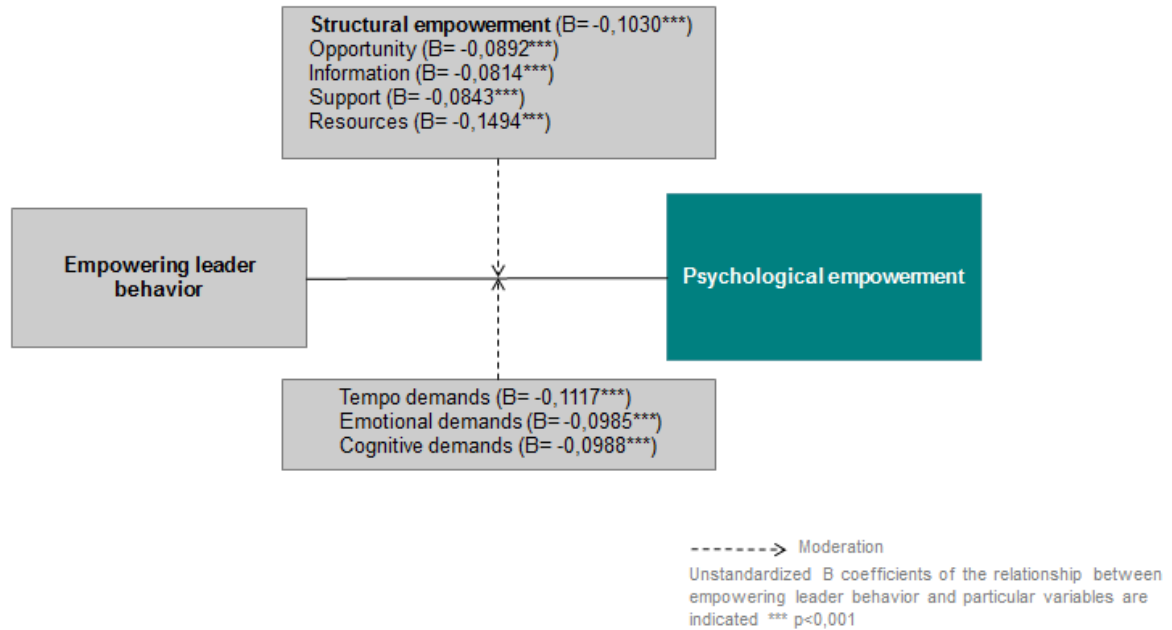 Structural empowerment (B= -0,1030***)
Opportunity (B= -0,0892***)
Information (B= -0,0814***)
Support (B= -0,0843***)
Resources (B= -0,1494***)
Empowering leader
behavior
Psychological empowerment
Tempo demands (B= -0,1117***)
Emotional demands (B= -0,0985***)
Cognitive demands (B= -0,0988***)
Moderation
Unstandardized B coefficients of the relationship between
empowering leader behavior and particular variables are
indicated *** p<0,001